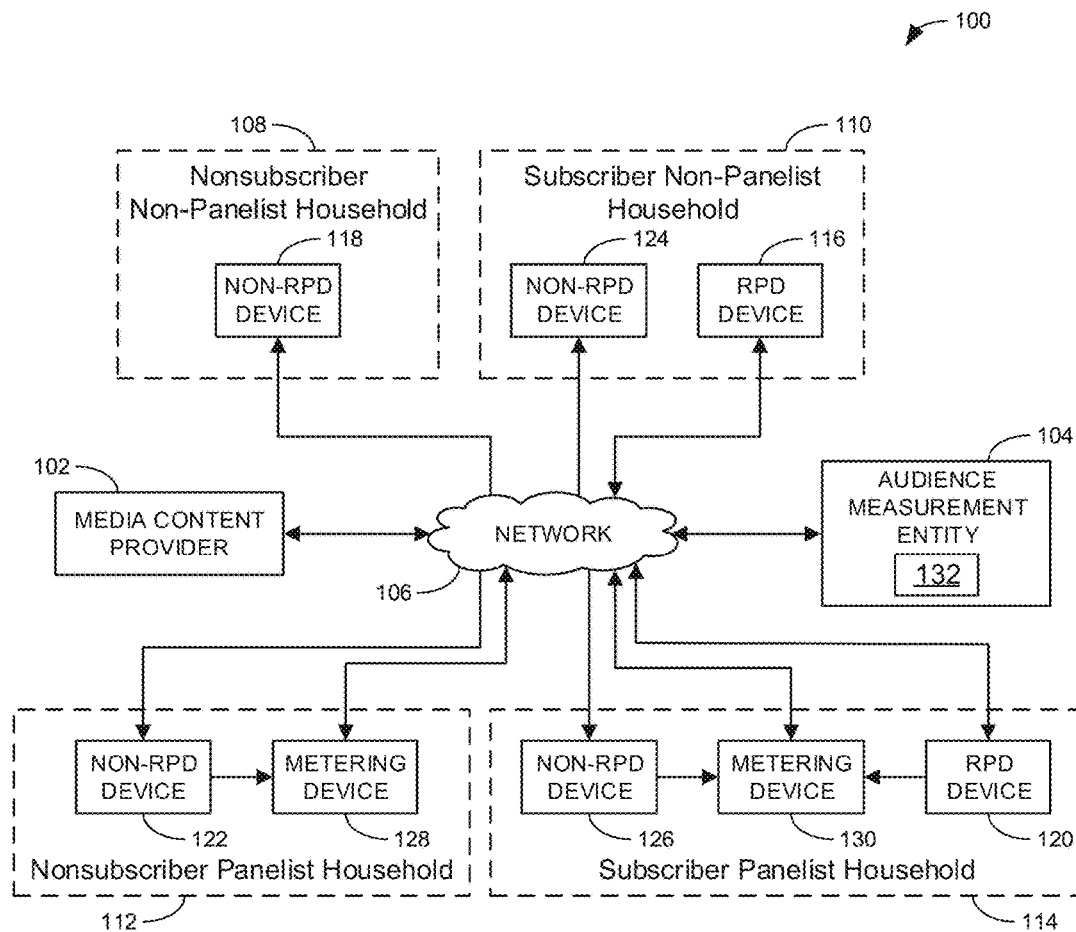 100
108
110
Nonsubscriber
Non-Panelist Household
Subscriber Non-Panelist
Household
118
124
116
NON-RPD
DEVICE
NON-RPD
DEVICE
RPD
DEVICE
102
104
MEDIA CONTENT
PROVIDER
NETWORK
AUDIENCE
MEASUREMENT
ENTITY
132
106
NON-RPD
DEVICE
METERING
DEVICE
NON-RPD
DEVICE
METERING
DEVICE
RPD
DEVICE
122
128
126
130
120
Nonsubscriber Panelist Household
Subscriber Panelist Household
112
114